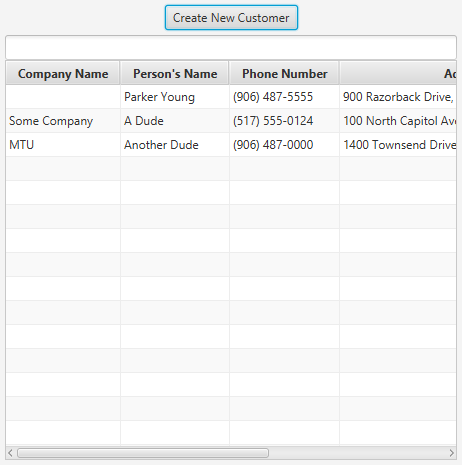 Create New Customer
Company Name Person's Name Phone Number Ad
Parker Young (906) 487-5555 900 Razorback Drive,
Some Company A Dude (517) 555-0124 100 North Capitol Ave
MTU Another Dude (906) 487-0000 1400 Townsend Drive